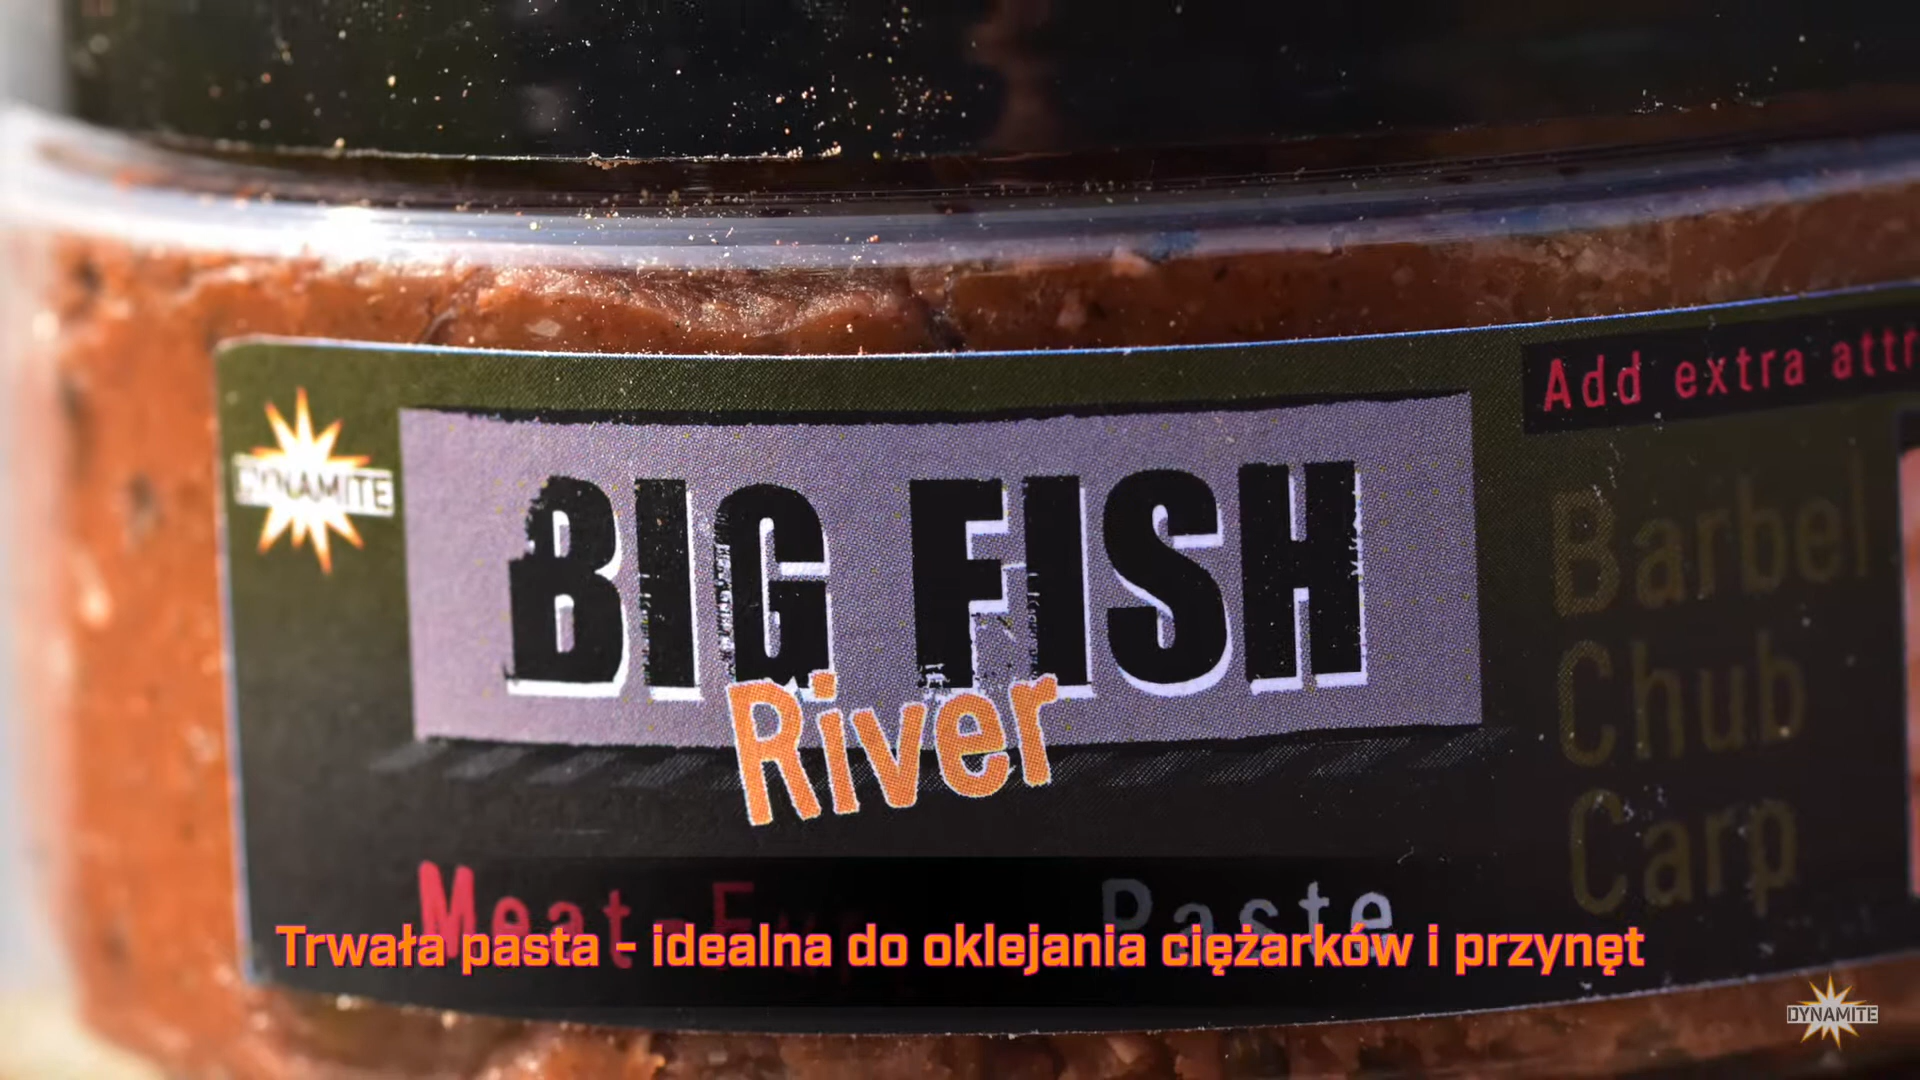 Add extra attr
DYNAMITE
BIG FISH
River
Barbel
Chub
Carp
Meat- Paste
Trwała pasta - idealna do oklejania ciężarków i przynęt
DYNAMITE